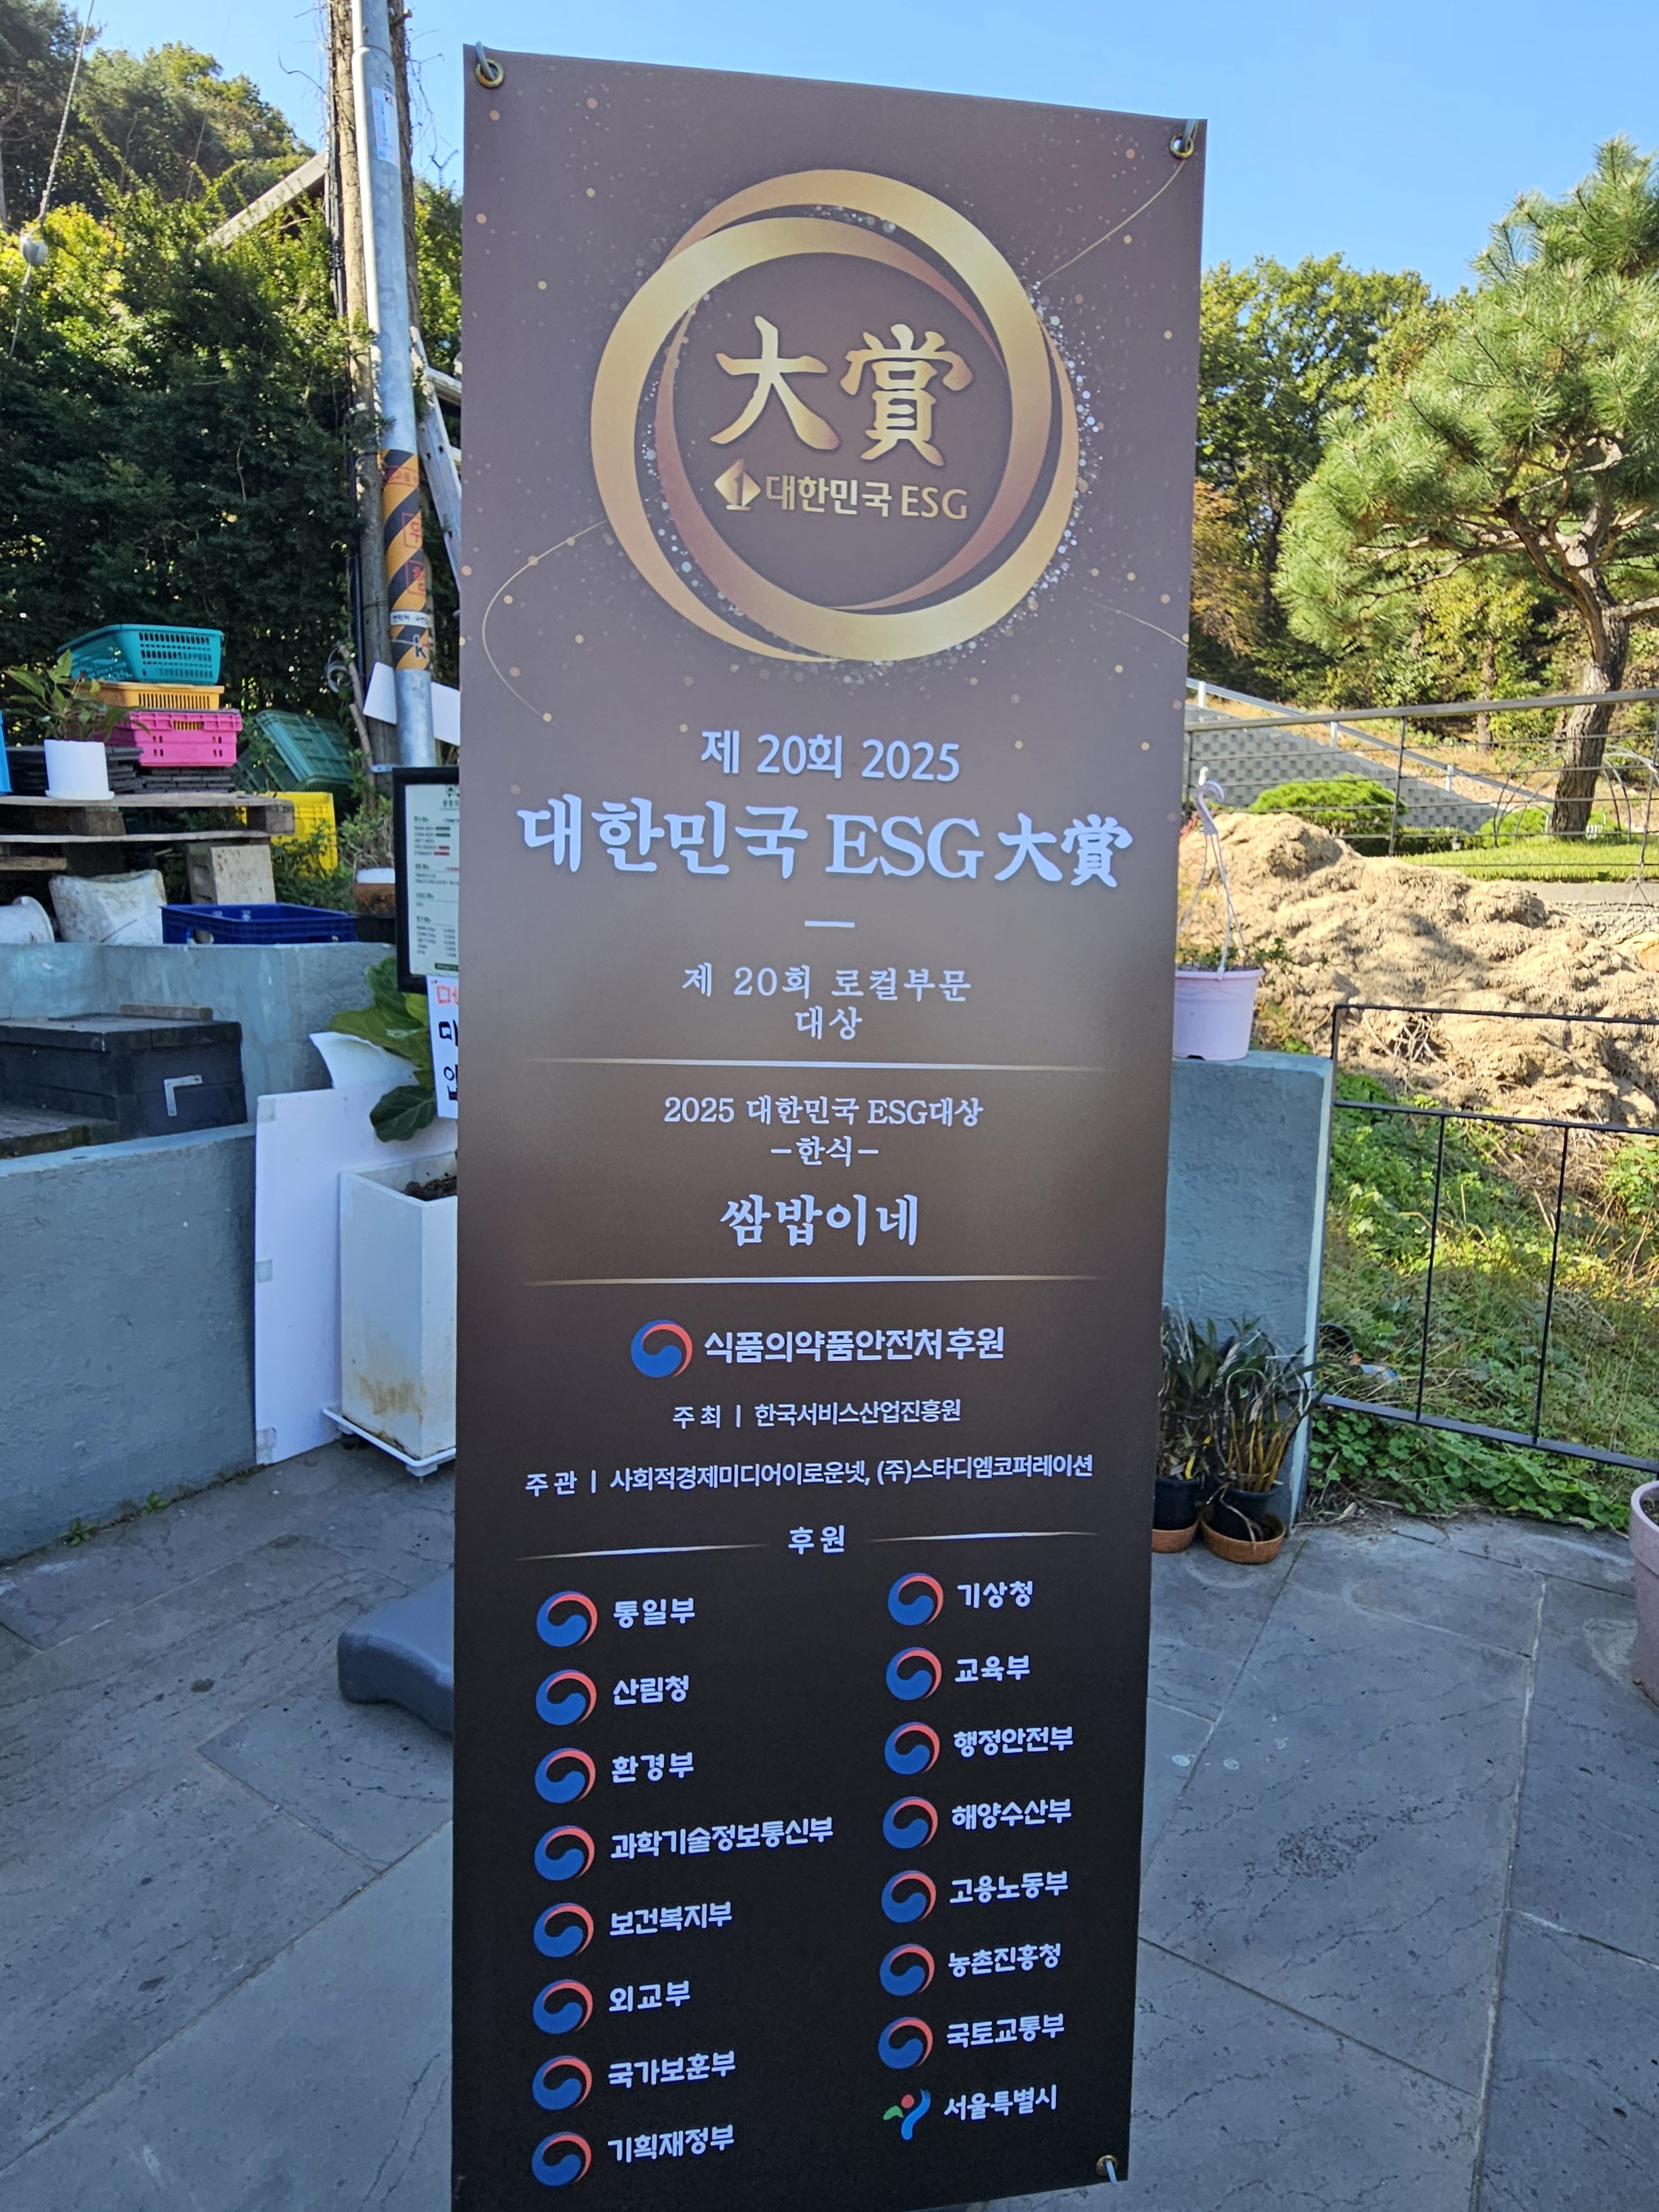 大賞
1 대한민국 ESG
제 20회 2025
대한민국 ESG 大賞
제 20회 로컬부문
대상
2025 대한민국 ESG대상
-한식-
쌈밥이네
식품의약품안전처후원
주최 | 한국서비스산업진흥원
주관 | 사회적경제미디어이로운넷, (주)스타디엠코퍼레이션
후원
통일부
산림청
환경부
과학기술정보통신부
보건복지부
외교부
국가보훈부
기획재정부
기상청
교육부
행정안전부
해양수산부
고용노동부
농촌진흥청
국토교통부
서울특별시